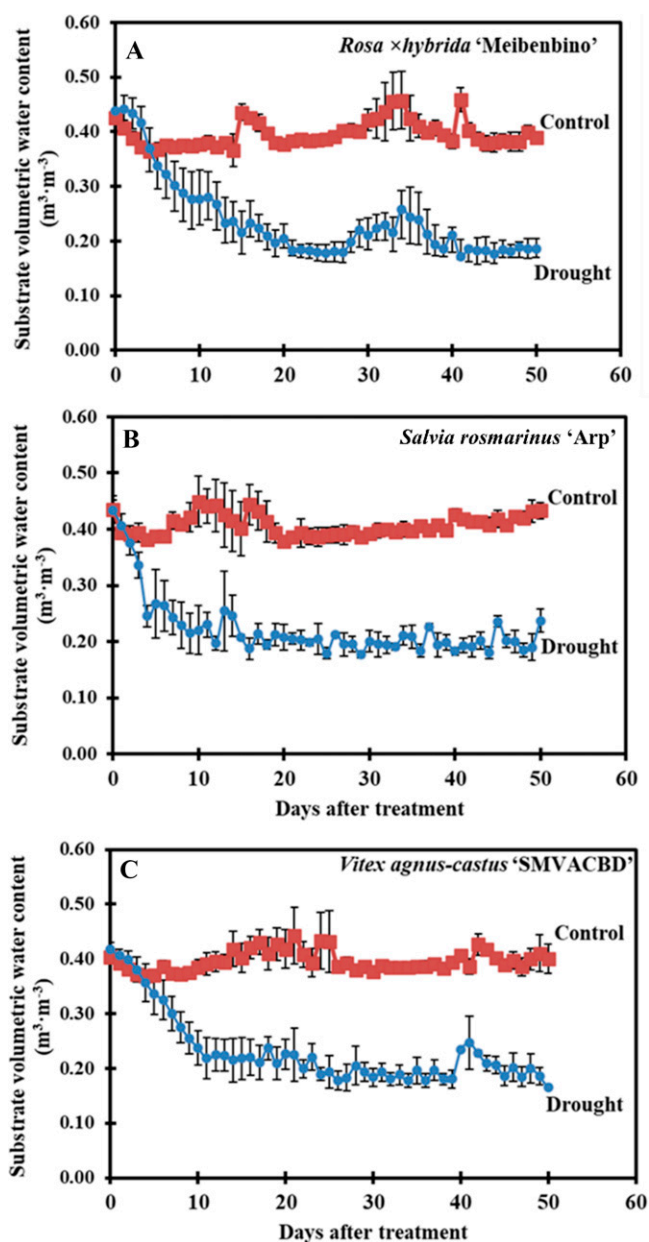 A
Rosa ×hybrida ‘Meibenbino’
0.60
0.50
0.40
0.30
0.20
0.10
0.00
Substrate volumetric water content
(m³·m⁻³)
Control
Drought
0 10 20 30 40 50 60
B
Salvia rosmarinus ‘Arp’
0.60
0.50
0.40
0.30
0.20
0.10
0.00
Substrate volumetric water content
(m³·m⁻³)
Control
Drought
0 10 20 30 40 50 60
Days after treatment
C
Vitex agnus-castus ‘SMVACBD’
0.60
0.50
0.40
0.30
0.20
0.10
0.00
Substrate volumetric water content
(m³·m⁻³)
Control
Drought
0 10 20 30 40 50 60
Days after treatment